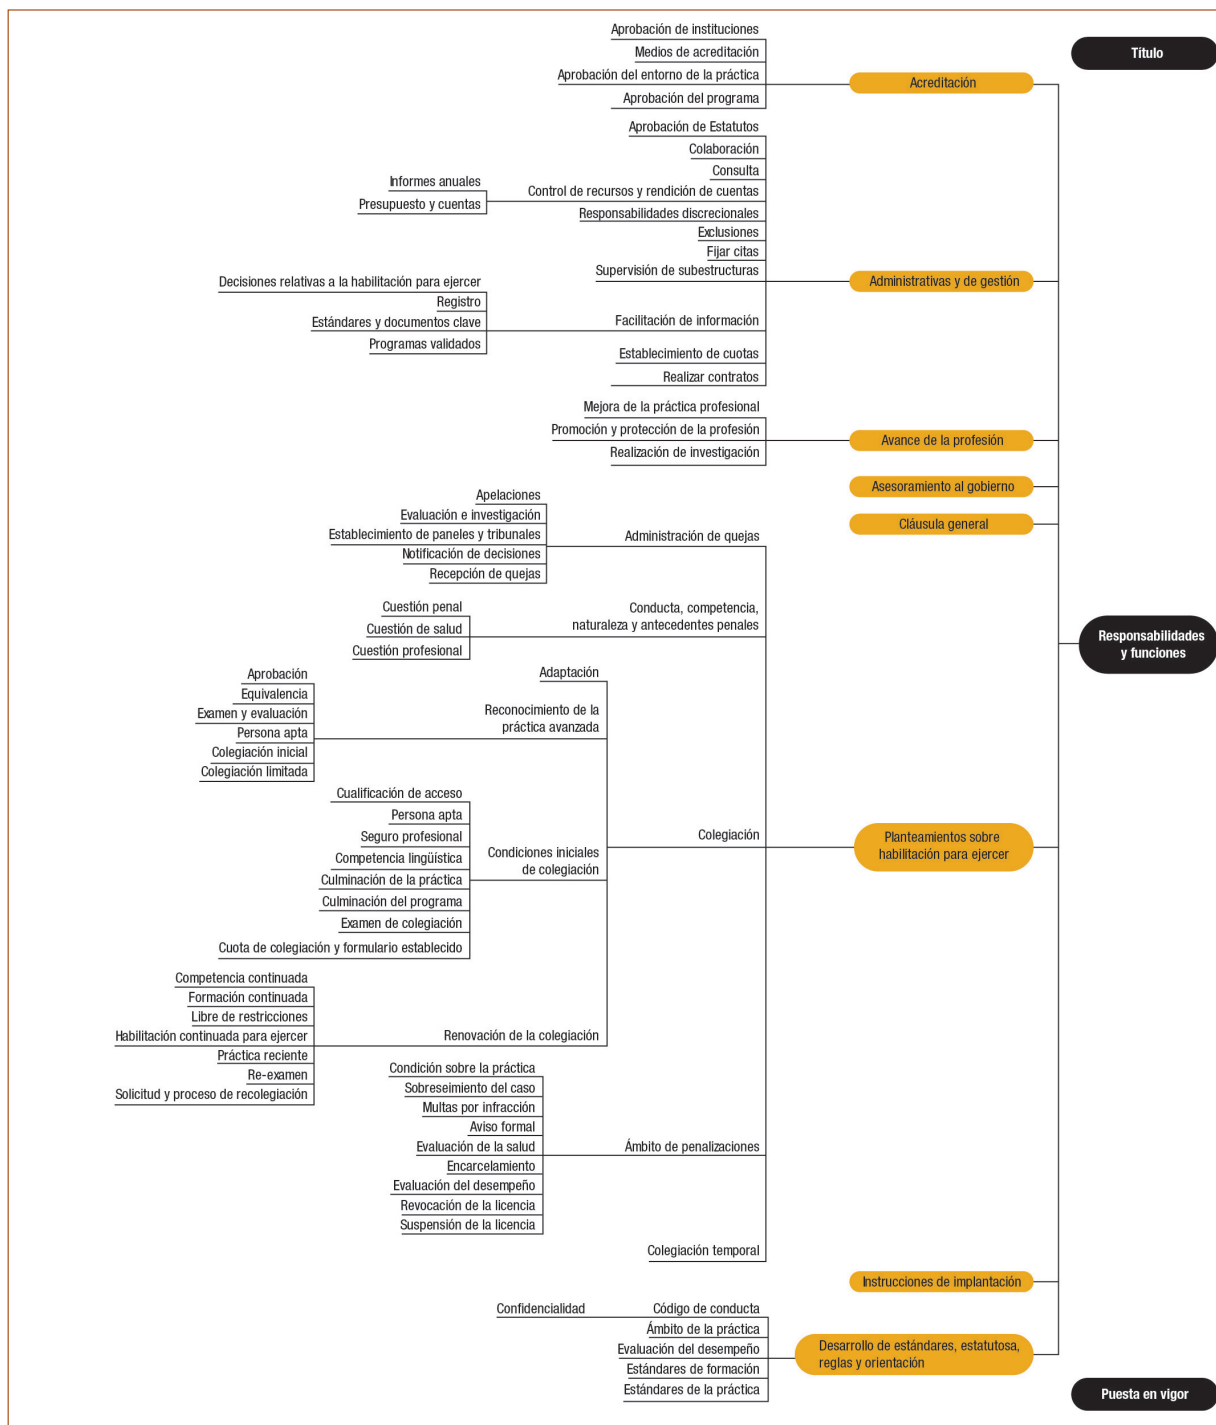 Título
Responsabilidades
y funciones
Puesta en vigor
Acreditación
Aprobación de instituciones
Medios de acreditación
Aprobación del entorno de la práctica
Aprobación del programa
Administrativas y de gestión
Aprobación de Estatutos
Colaboración
Consulta
Control de recursos y rendición de cuentas
Informes anuales
Presupuesto y cuentas
Responsabilidades discrecionales
Exclusiones
Fijar citas
Supervisión de subestructuras
Facilitación de información
Decisiones relativas a la habilitación para ejercer
Registro
Estándares y documentos clave
Programas validados
Establecimiento de cuotas
Realizar contratos
Avance de la profesión
Mejora de la práctica profesional
Promoción y protección de la profesión
Realización de investigación
Asesoramiento al gobierno
Cláusula general
Planteamientos sobre
habilitación para ejercer
Administración de quejas
Apelaciones
Evaluación e investigación
Establecimiento de paneles y tribunales
Notificación de decisiones
Recepción de quejas
Conducta, competencia,
naturaleza y antecedentes penales
Cuestión penal
Cuestión de salud
Cuestión profesional
Colegiación
Adaptación
Reconocimiento de la
práctica avanzada
Aprobación
Equivalencia
Examen y evaluación
Persona apta
Colegiación inicial
Colegiación limitada
Condiciones iniciales
de colegiación
Cualificación de acceso
Persona apta
Seguro profesional
Competencia lingüística
Culminación de la práctica
Culminación del programa
Examen de colegiación
Cuota de colegiación y formulario establecido
Renovación de la colegiación
Competencia continuada
Formación continuada
Libre de restricciones
Habilitación continuada para ejercer
Práctica reciente
Re-examen
Solicitud y proceso de recolegiación
Ámbito de penalizaciones
Condición sobre la práctica
Sobreseimiento del caso
Multas por infracción
Aviso formal
Evaluación de la salud
Encarcelamiento
Evaluación del desempeño
Revocación de la licencia
Suspensión de la licencia
Colegiación temporal
Instrucciones de implantación
Desarrollo de estándares, estatutosa,
reglas y orientación
Código de conducta
Confidencialidad
Ámbito de la práctica
Evaluación del desempeño
Estándares de formación
Estándares de la práctica